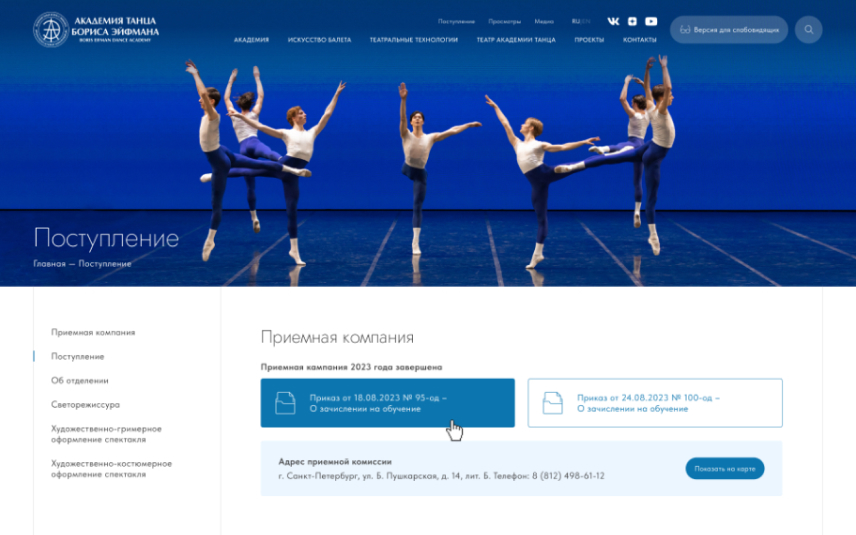 АКАДЕМИЯ ТАНЦА
БОРИСА ЭЙФМАНА
BORIS EIFMAN DANCE ACADEMY
Поступление
Просмотры
Медиа
RU EN
Версия для слабовидящих
АКАДЕМИЯ
ИСКУССТВО БАЛЕТА
ТЕАТРАЛЬНЫЕ ТЕХНОЛОГИИ
ТЕАТР АКАДЕМИИ ТАНЦА
ПРОЕКТЫ
КОНТАКТЫ
Поступление
Главная — Поступление
Приемная кампания
Поступление
Об отделении
Светорежиссура
Художественно-гримерное
оформление спектакля
Художественно-костюмерное
оформление спектакля
Приемная компания
Приемная кампания 2023 года завершена
Приказ от 18.08.2023 № 95-од –
О зачислении на обучение
Приказ от 24.08.2023 № 100-од –
О зачислении на обучение
Адрес приемной комиссии
г. Санкт-Петербург, ул. Б. Пушкарская, д. 14, лит. Б. Телефон: 8 (812) 498-61-12
Показать на карте